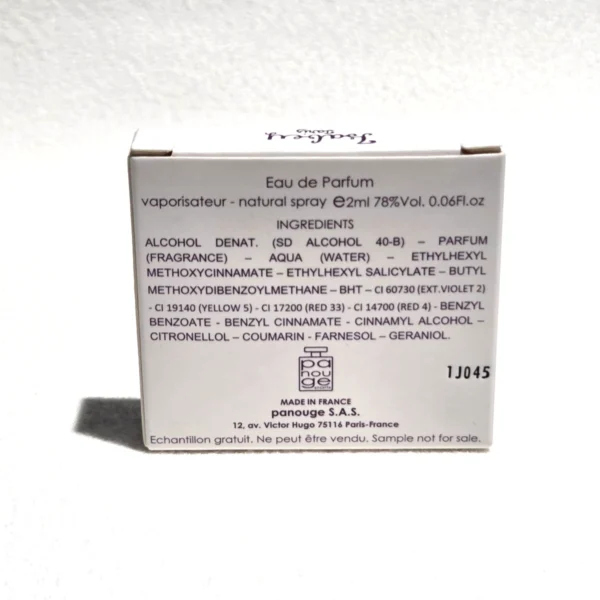 Isabey
Paris
Eau de Parfum
vaporisateur - natural spray e2ml 78%Vol. 0.06Fl.oz
INGREDIENTS
ALCOHOL DENAT. (SD ALCOHOL 40-B) – PARFUM
(FRAGRANCE) – AQUA (WATER) – ETHYLHEXYL
METHOXYCINNAMATE – ETHYLHEXYL SALICYLATE – BUTYL
METHOXYDIBENZOYLMETHANE – BHT – CI 60730 (EXT.VIOLET 2)
- CI 19140 (YELLOW 5) - CI 17200 (RED 33) - CI 14700 (RED 4) - BENZYL
BENZOATE - BENZYL CINNAMATE - CINNAMYL ALCOHOL –
CITRONELLOL – COUMARIN - FARNESOL – GERANIOL.
pa
nou
ge
1J045
MADE IN FRANCE
panouge S.A.S.
12, av. Victor Hugo 75116 Paris-France
Echantillon gratuit. Ne peut être vendu. Sample not for sale.